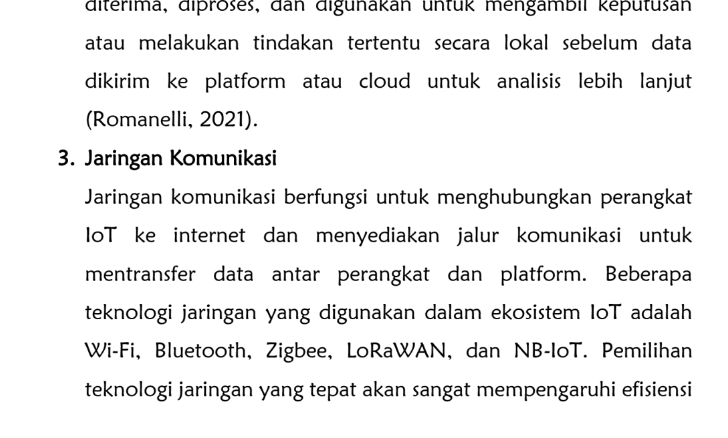 diterima, diproses, dan digunakan untuk mengambil keputusan
atau melakukan tindakan tertentu secara lokal sebelum data
dikirim ke platform atau cloud untuk analisis lebih lanjut
(Romanelli, 2021).
3. Jaringan Komunikasi
Jaringan komunikasi berfungsi untuk menghubungkan perangkat
IoT ke internet dan menyediakan jalur komunikasi untuk
mentransfer data antar perangkat dan platform. Beberapa
teknologi jaringan yang digunakan dalam ekosistem IoT adalah
Wi-Fi, Bluetooth, Zigbee, LoRaWAN, dan NB-IoT. Pemilihan
teknologi jaringan yang tepat akan sangat mempengaruhi efisiensi